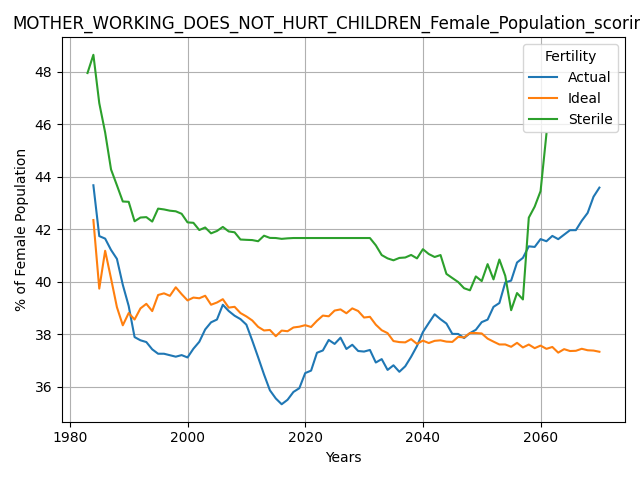 MOTHER_WORKING_DOES_NOT_HURT_CHILDREN_Female_Population_scorin
Fertility
Actual
Ideal
Sterile
% of Female Population
48
46
44
42
40
38
36
1980
2000
2020
2040
2060
Years